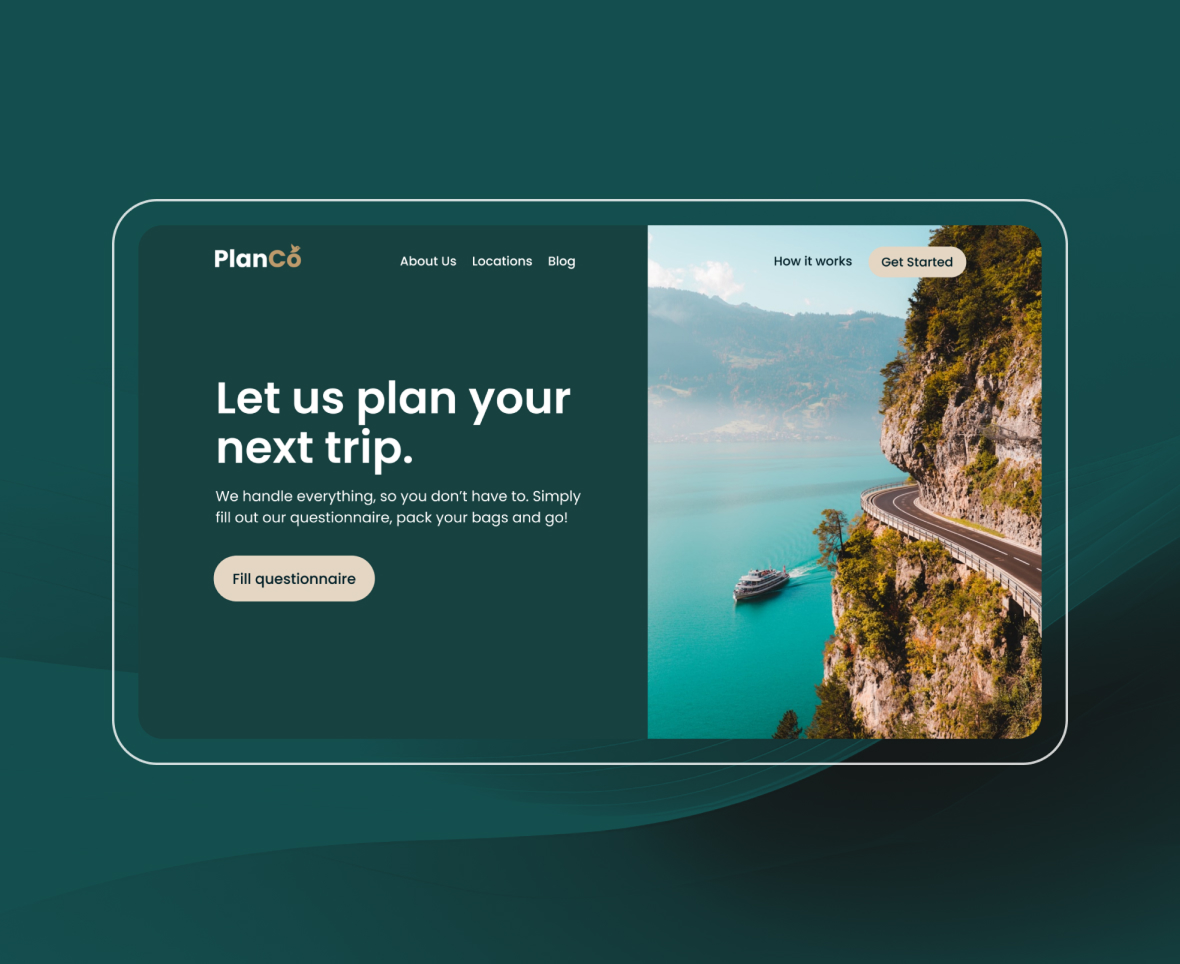 PlanCo
About Us
Locations
Blog
How it works
Get Started
Let us plan your
next trip.
We handle everything, so you don’t have to. Simply
fill out our questionnaire, pack your bags and go!
Fill questionnaire